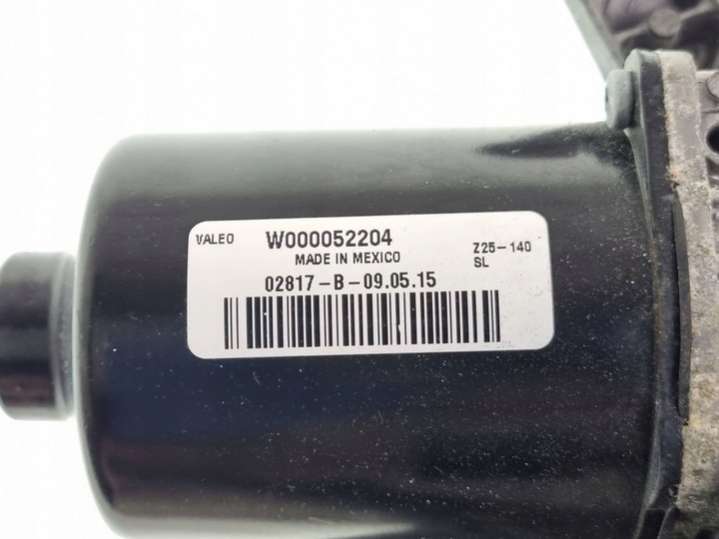 VALEO W000052204 Z25-140
MADE IN MEXICO SL
02817-B-09.05.15